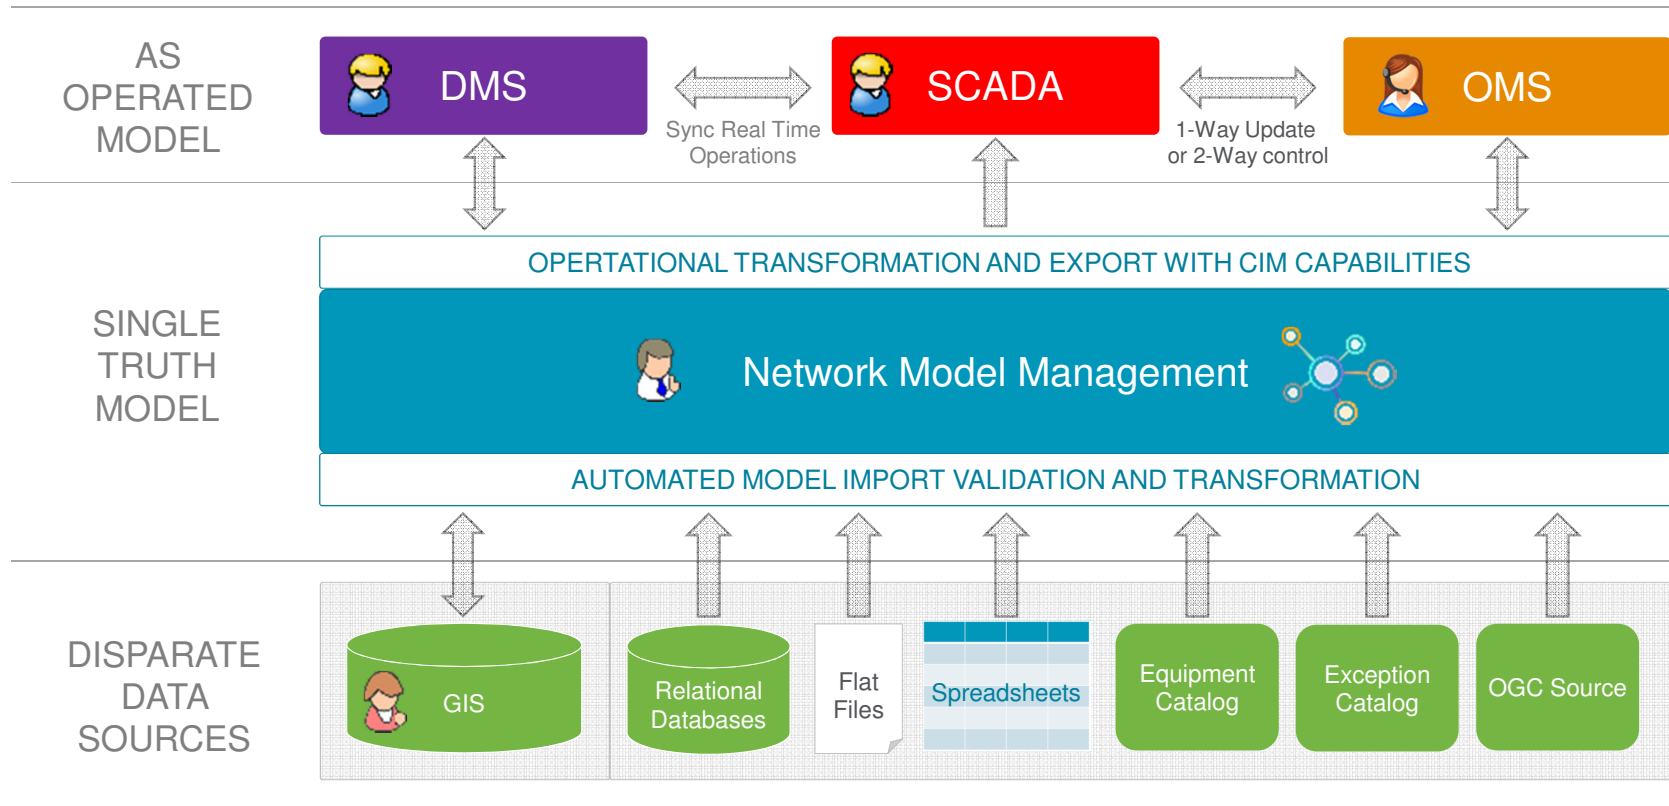 AS
OPERATED
MODEL
DMS
Sync Real Time
Operations
SCADA
1-Way Update
or 2-Way control
OMS
SINGLE
TRUTH
MODEL
OPERTATIONAL TRANSFORMATION AND EXPORT WITH CIM CAPABILITIES
Network Model Management
AUTOMATED MODEL IMPORT VALIDATION AND TRANSFORMATION
DISPARATE
DATA
SOURCES
GIS
Relational
Databases
Flat
Files
Spreadsheets
Equipment
Catalog
Exception
Catalog
OGC Source